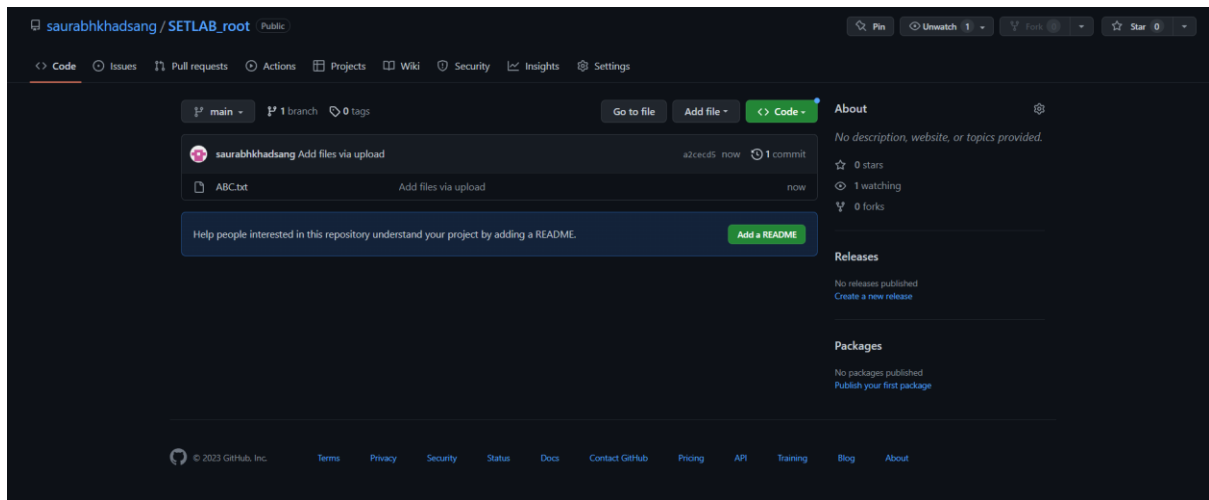 saurabhkhadsang / SETLAB_root Public
Pin Unwatch 1 Fork 0 Star 0
Code Issues Pull requests Actions Projects Wiki Security Insights Settings
main 1 branch 0 tags Go to file Add file Code
saurabhkhadsang Add files via upload a2cecd5 now 1 commit
ABC.txt Add files via upload now
Help people interested in this repository understand your project by adding a README. Add a README
About
No description, website, or topics provided.
0 stars
1 watching
0 forks
Releases
No releases published
Create a new release
Packages
No packages published
Publish your first package
© 2023 GitHub, Inc. Terms Privacy Security Status Docs Contact GitHub Pricing API Training Blog About